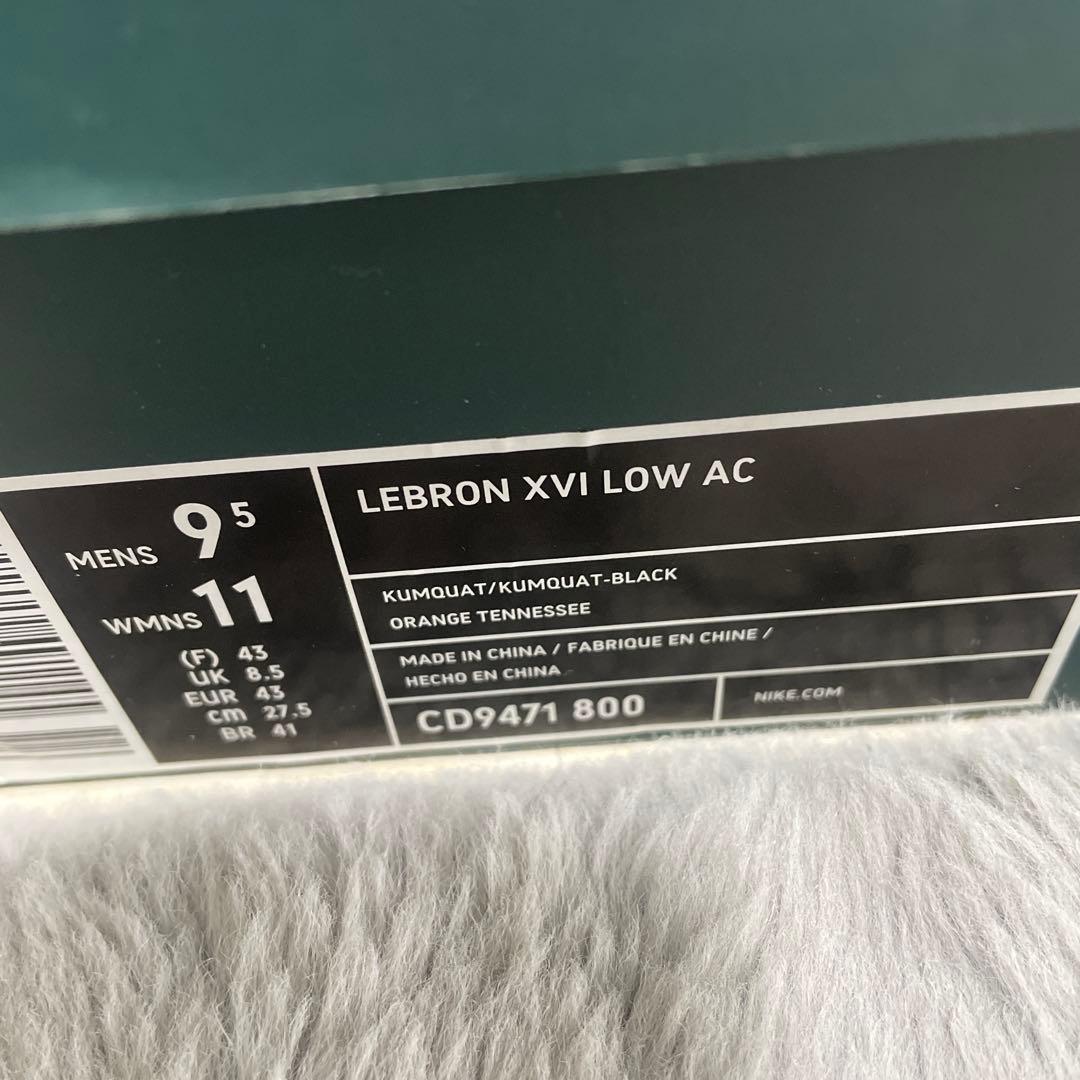 MENS 9 5
WMNS 11
(F) 43
UK 8.5
EUR 43
cm 27.5
BR 41
LEBRON XVI LOW AC
KUMQUAT/KUMQUAT-BLACK
ORANGE TENNESSEE
MADE IN CHINA / FABRIQUE EN CHINE /
HECHO EN CHINA
CD9471 800
NIKE.COM